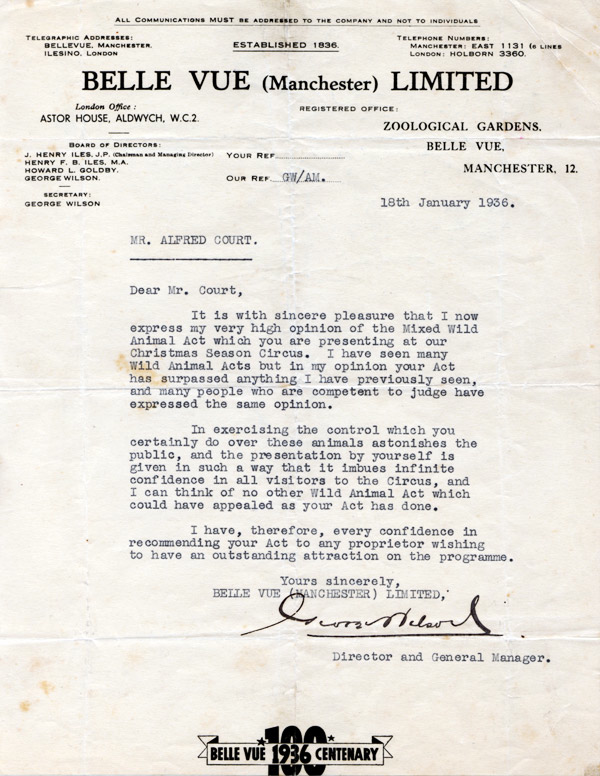 ALL COMMUNICATIONS MUST BE ADDRESSED TO THE COMPANY AND NOT TO INDIVIDUALS
TELEGRAPHIC ADDRESSES:
BELLEVUE, MANCHESTER.
ILESINO, LONDON
ESTABLISHED 1836.
TELEPHONE NUMBERS:
MANCHESTER: EAST 1131 (6 LINES
LONDON: HOLBORN 3360.
BELLE VUE (Manchester) LIMITED
London Office:
ASTOR HOUSE, ALDWYCH, W.C.2.
REGISTERED OFFICE:
ZOOLOGICAL GARDENS,
BELLE VUE,
MANCHESTER, 12.
BOARD OF DIRECTORS:
J. HENRY ILES, J.P. (Chairman and Managing Director)
HENRY F. B. ILES, M.A.
HOWARD L. GOLDBY.
GEORGE WILSON.
SECRETARY:
GEORGE WILSON
YOUR REF.
OUR REF. GW/AM.
18th January 1936.
MR. ALFRED COURT.
Dear Mr. Court,
It is with sincere pleasure that I now
express my very high opinion of the Mixed Wild
Animal Act which you are presenting at our
Christmas Season Circus. I have seen many
Wild Animal Acts but in my opinion your Act
has surpassed anything I have previously seen,
and many people who are competent to judge have
expressed the same opinion.
In exercising the control which you
certainly do over these animals astonishes the
public, and the presentation by yourself is
given in such a way that it imbues infinite
confidence in all visitors to the Circus, and
I can think of no other Wild Animal Act which
could have appealed as your Act has done.
I have, therefore, every confidence in
recommending your Act to any proprietor wishing
to have an outstanding attraction on the programme.
Yours sincerely,
BELLE VUE (MANCHESTER) LIMITED,
George Wilson
Director and General Manager.
100
BELLE VUE 1936 CENTENARY